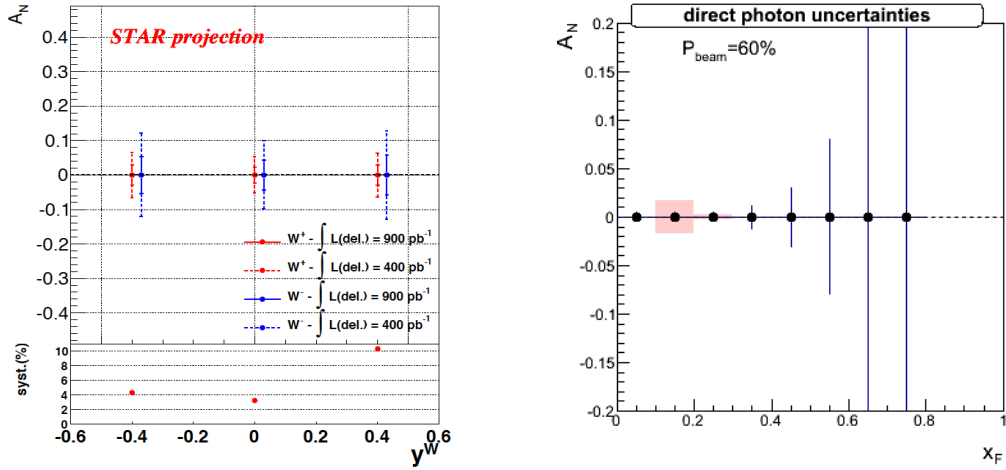 A_N
STAR projection
0.4
0.3
0.2
0.1
0
-0.1
-0.2
-0.3
-0.4
W⁺ - ∫ L(del.) = 900 pb⁻¹
W⁺ - ∫ L(del.) = 400 pb⁻¹
W⁻ - ∫ L(del.) = 900 pb⁻¹
W⁻ - ∫ L(del.) = 400 pb⁻¹
syst.(%)
10
8
6
4
2
0
-0.6 -0.4 -0.2 0 0.2 0.4 0.6
y^W
direct photon uncertainties
A_N
P_beam=60%
0.2
0.15
0.1
0.05
0
-0.05
-0.1
-0.15
-0.2
0 0.2 0.4 0.6 0.8 1
x_F